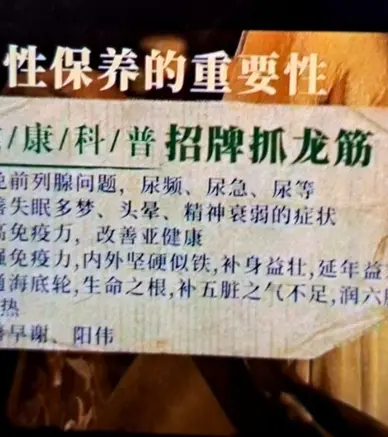 性保养的重要性
康/科/普 招牌抓龙筋
前列腺问题，尿频、尿急、尿等
失眠多梦、头晕、精神衰弱的症状
高免疫力，改善亚健康
强免疫力，内外坚硬似铁，补身益壮，延年益
通海底轮，生命之根，补五脏之气不足，润六
热
早谢、阳伟